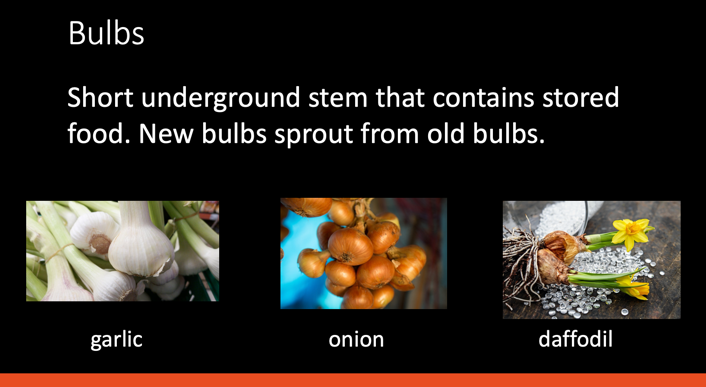 Bulbs
Short underground stem that contains stored
food. New bulbs sprout from old bulbs.
garlic
onion
daffodil